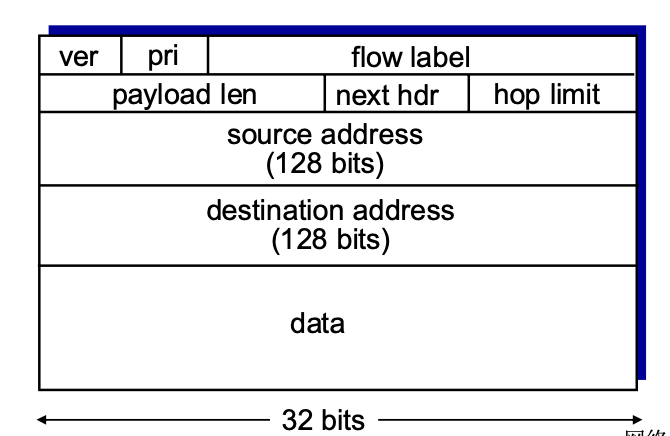 ver pri flow label
payload len next hdr hop limit
source address
(128 bits)
destination address
(128 bits)
data
32 bits